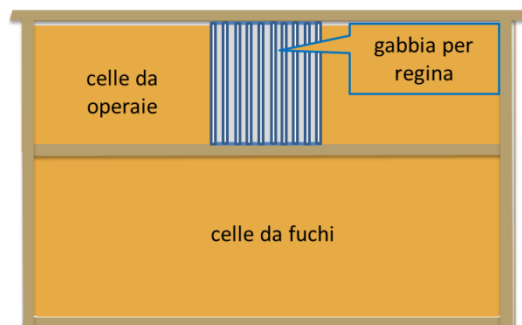 celle da
operaie
gabbia per
regina
celle da fuchi